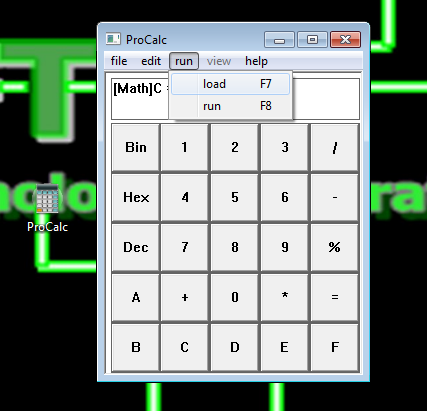 ProCalc
file edit run view help
load F7
run F8
[Math]C =
Bin 1 2 3 /
Hex 4 5 6 -
Dec 7 8 9 %
A + 0 * =
B C D E F
ProCalc